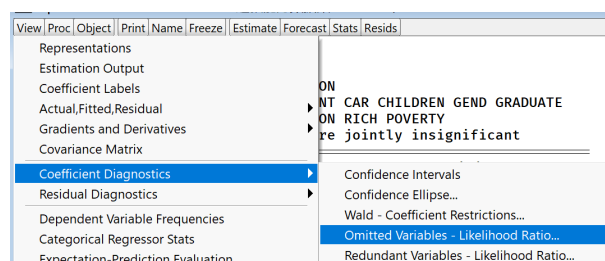 View Proc Object Print Name Freeze Estimate Forecast Stats Resids
Representations
Estimation Output
Coefficient Labels
Actual,Fitted,Residual
Gradients and Derivatives
Covariance Matrix
Coefficient Diagnostics
Residual Diagnostics
Dependent Variable Frequencies
Categorical Regressor Stats
Expectation-Prediction Evaluation
ON
NT CAR CHILDREN GEND GRADUATE
ON RICH POVERTY
re jointly insignificant
Confidence Intervals
Confidence Ellipse...
Wald - Coefficient Restrictions...
Omitted Variables - Likelihood Ratio...
Redundant Variables - Likelihood Ratio...